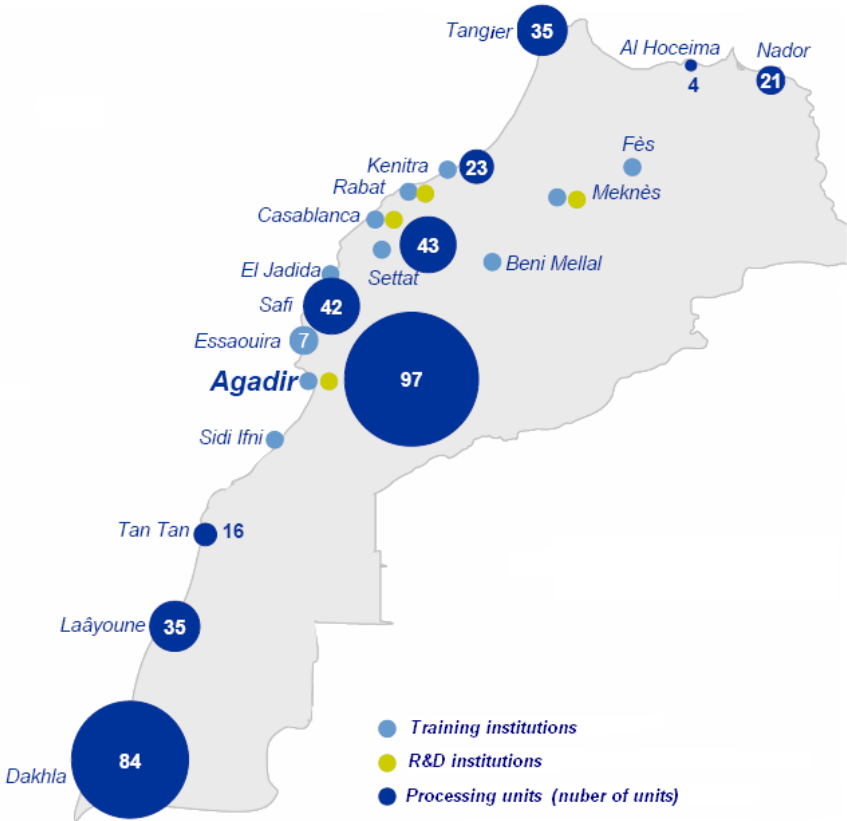 Tangier
35
Al Hoceima
4
Nador
21
Fès
Kenitra
23
Rabat
Meknès
Casablanca
43
Settat
Beni Mellal
El Jadida
Safi
42
Essaouira
7
Agadir
97
Sidi Ifni
Tan Tan
16
Laâyoune
35
Dakhla
84
Training institutions
R&D institutions
Processing units (nuber of units)